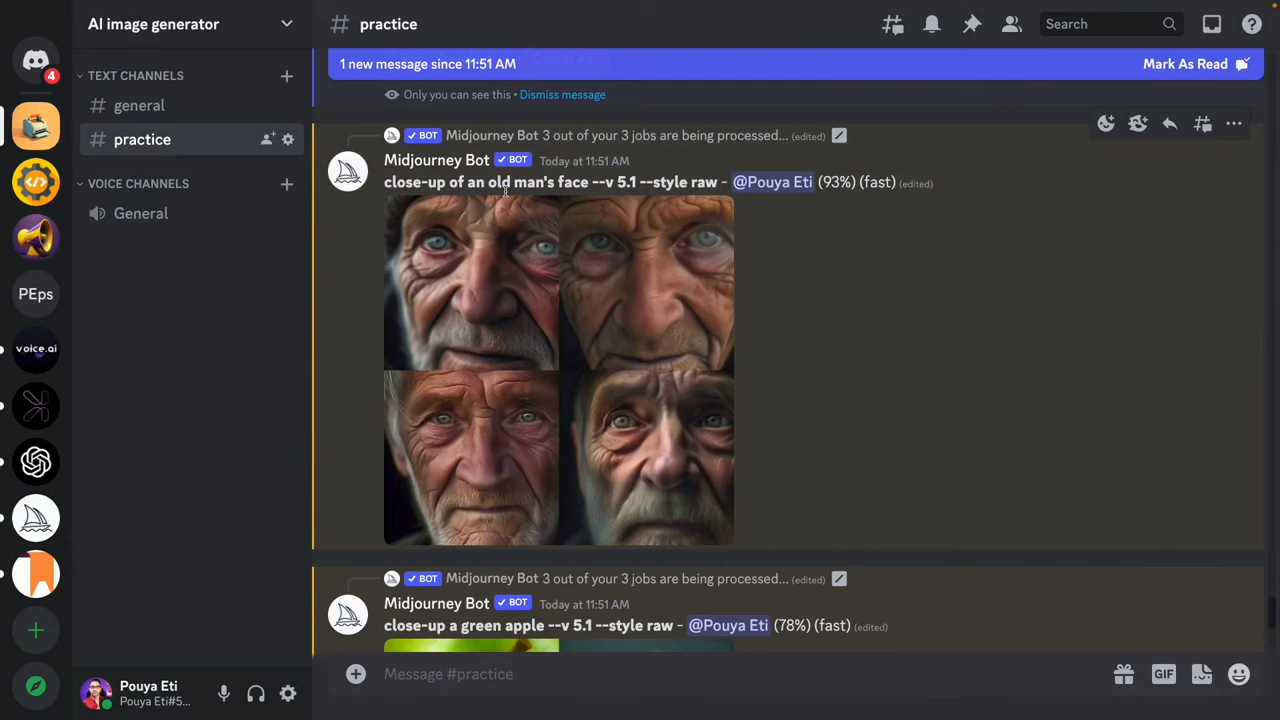 AI image generator
practice
Search
4
TEXT CHANNELS
general
practice
VOICE CHANNELS
General
PEps
voice.ai
1 new message since 11:51 AM
Mark As Read
Only you can see this • Dismiss message
BOT Midjourney Bot 3 out of your 3 jobs are being processed... (edited)
Midjourney Bot BOT Today at 11:51 AM
close-up of an old man's face --v 5.1 --style raw - @Pouya Eti (93%) (fast) (edited)
BOT Midjourney Bot 3 out of your 3 jobs are being processed... (edited)
Midjourney Bot BOT Today at 11:51 AM
close-up a green apple --v 5.1 --style raw - @Pouya Eti (78%) (fast) (edited)
Message #practice
GIF
Pouya Eti
Pouya Eti#5...